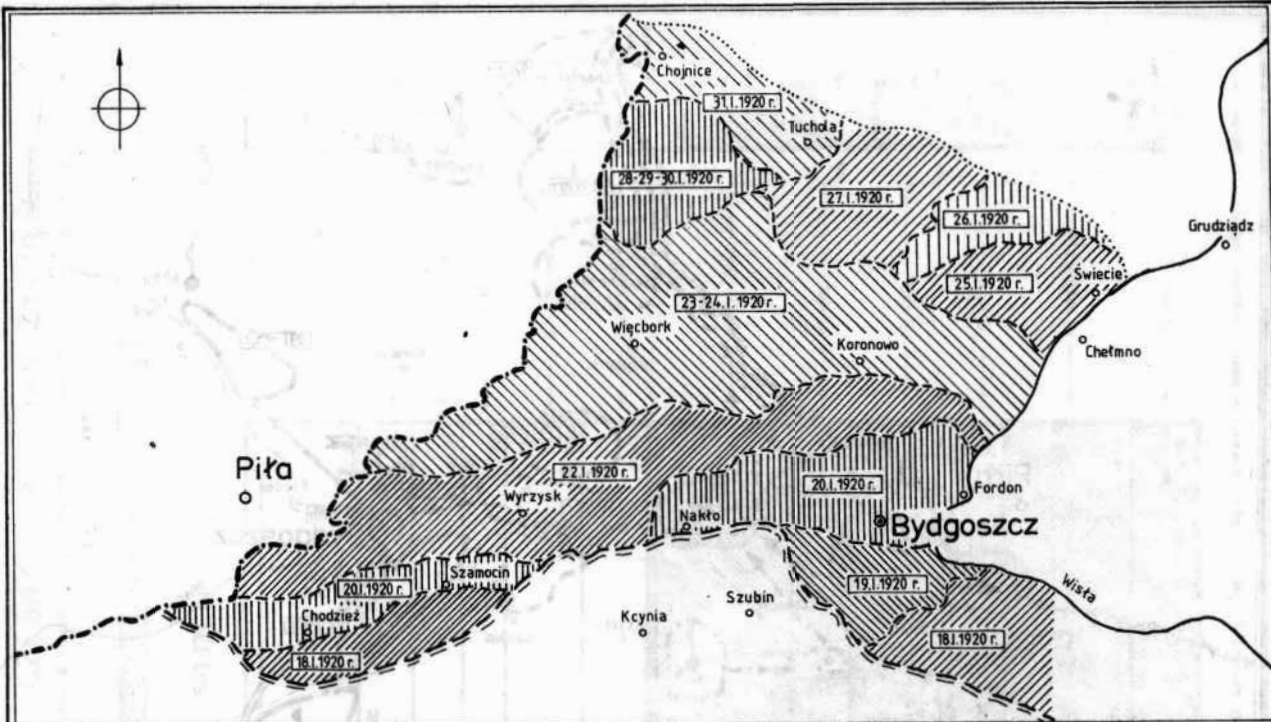 Chojnice
31.I.1920 r.
Tuchola
28-29-30.I.1920 r.
27.I.1920 r.
26.I.1920 r.
Grudziądz
25.I.1920 r.
Świecie
23-24.I.1920 r.
Więcbork
Koronowo
Chełmno
Piła
22.I.1920 r.
Wyrzysk
20.I.1920 r.
Fordon
Nakło
Bydgoszcz
Szamocin
20.I.1920 r.
19.I.1920 r.
Wisła
Chodzież
Kcynia
Szubin
18.I.1920 r.
18.I.1920 r.